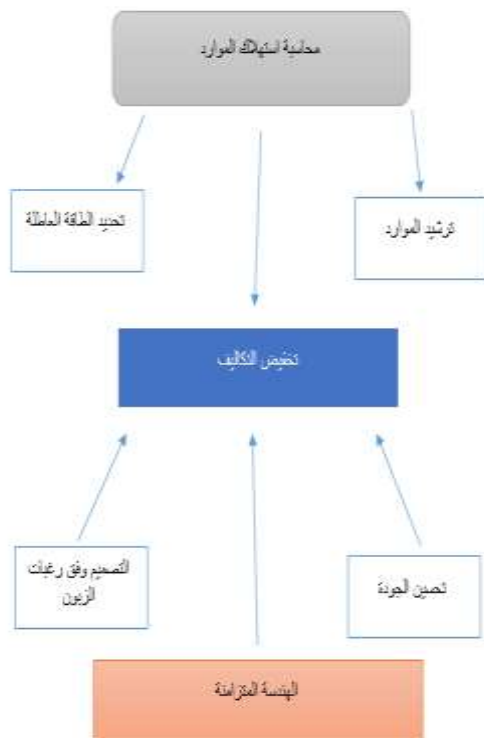 محاسبة استهلاك الموارد
ترشيد الموارد
تحديد الطاقة العاطلة
تخفيض التكاليف
تحسين الجودة
التصميم وفق رغبات
الزبون
الهندسة المتزامنة